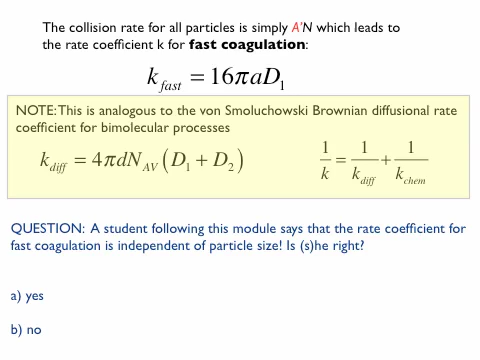 The collision rate for all particles is simply A'N which leads to
the rate coefficient k for fast coagulation:
k_fast = 16πaD₁
NOTE: This is analogous to the von Smoluchowski Brownian diffusional rate
coefficient for bimolecular processes
k_diff = 4πdN_AV (D₁ + D₂)
1/k = 1/k_diff + 1/k_chem
QUESTION: A student following this module says that the rate coefficient for
fast coagulation is independent of particle size! Is (s)he right?
a) yes
b) no